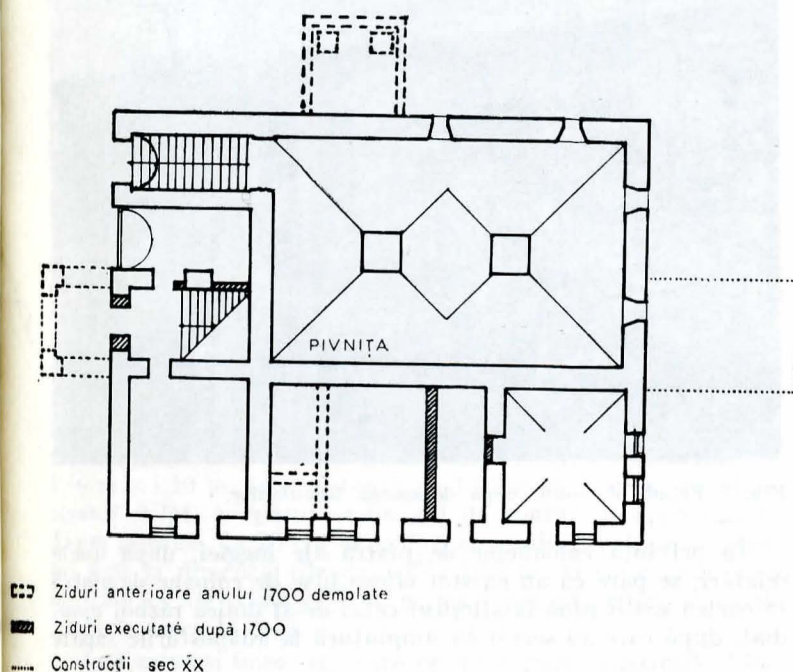 PIVNIȚA
Ziduri anterioare anului 1700 demolate
Ziduri executate după 1700
Construcții sec XX